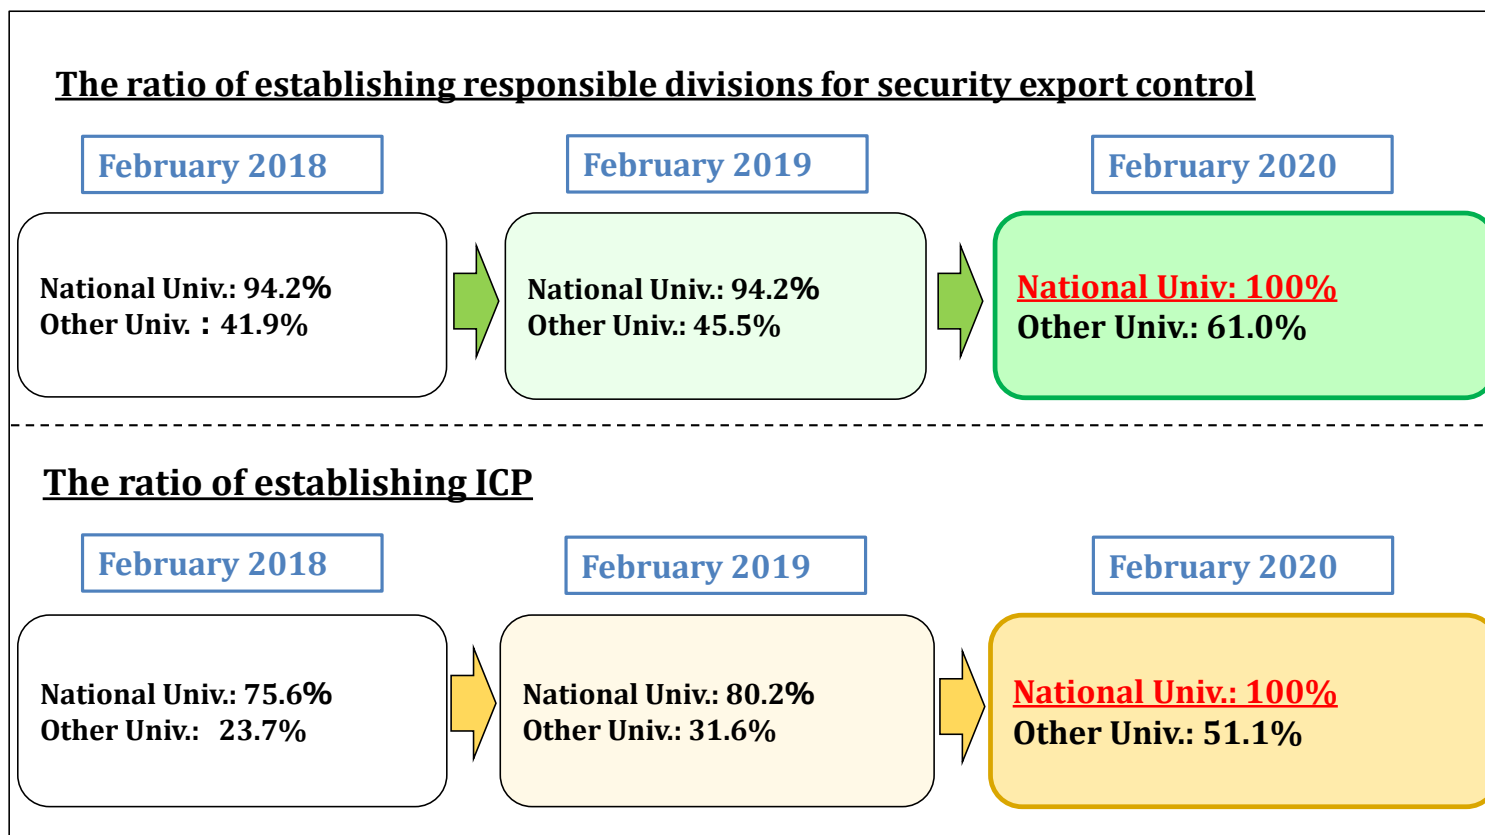 The ratio of establishing responsible divisions for security export control
February 2018
February 2019
February 2020
National Univ.: 94.2%
Other Univ. : 41.9%
National Univ.: 94.2%
Other Univ.: 45.5%
National Univ: 100%
Other Univ.: 61.0%
The ratio of establishing ICP
February 2018
February 2019
February 2020
National Univ.: 75.6%
Other Univ.: 23.7%
National Univ.: 80.2%
Other Univ.: 31.6%
National Univ.: 100%
Other Univ.: 51.1%